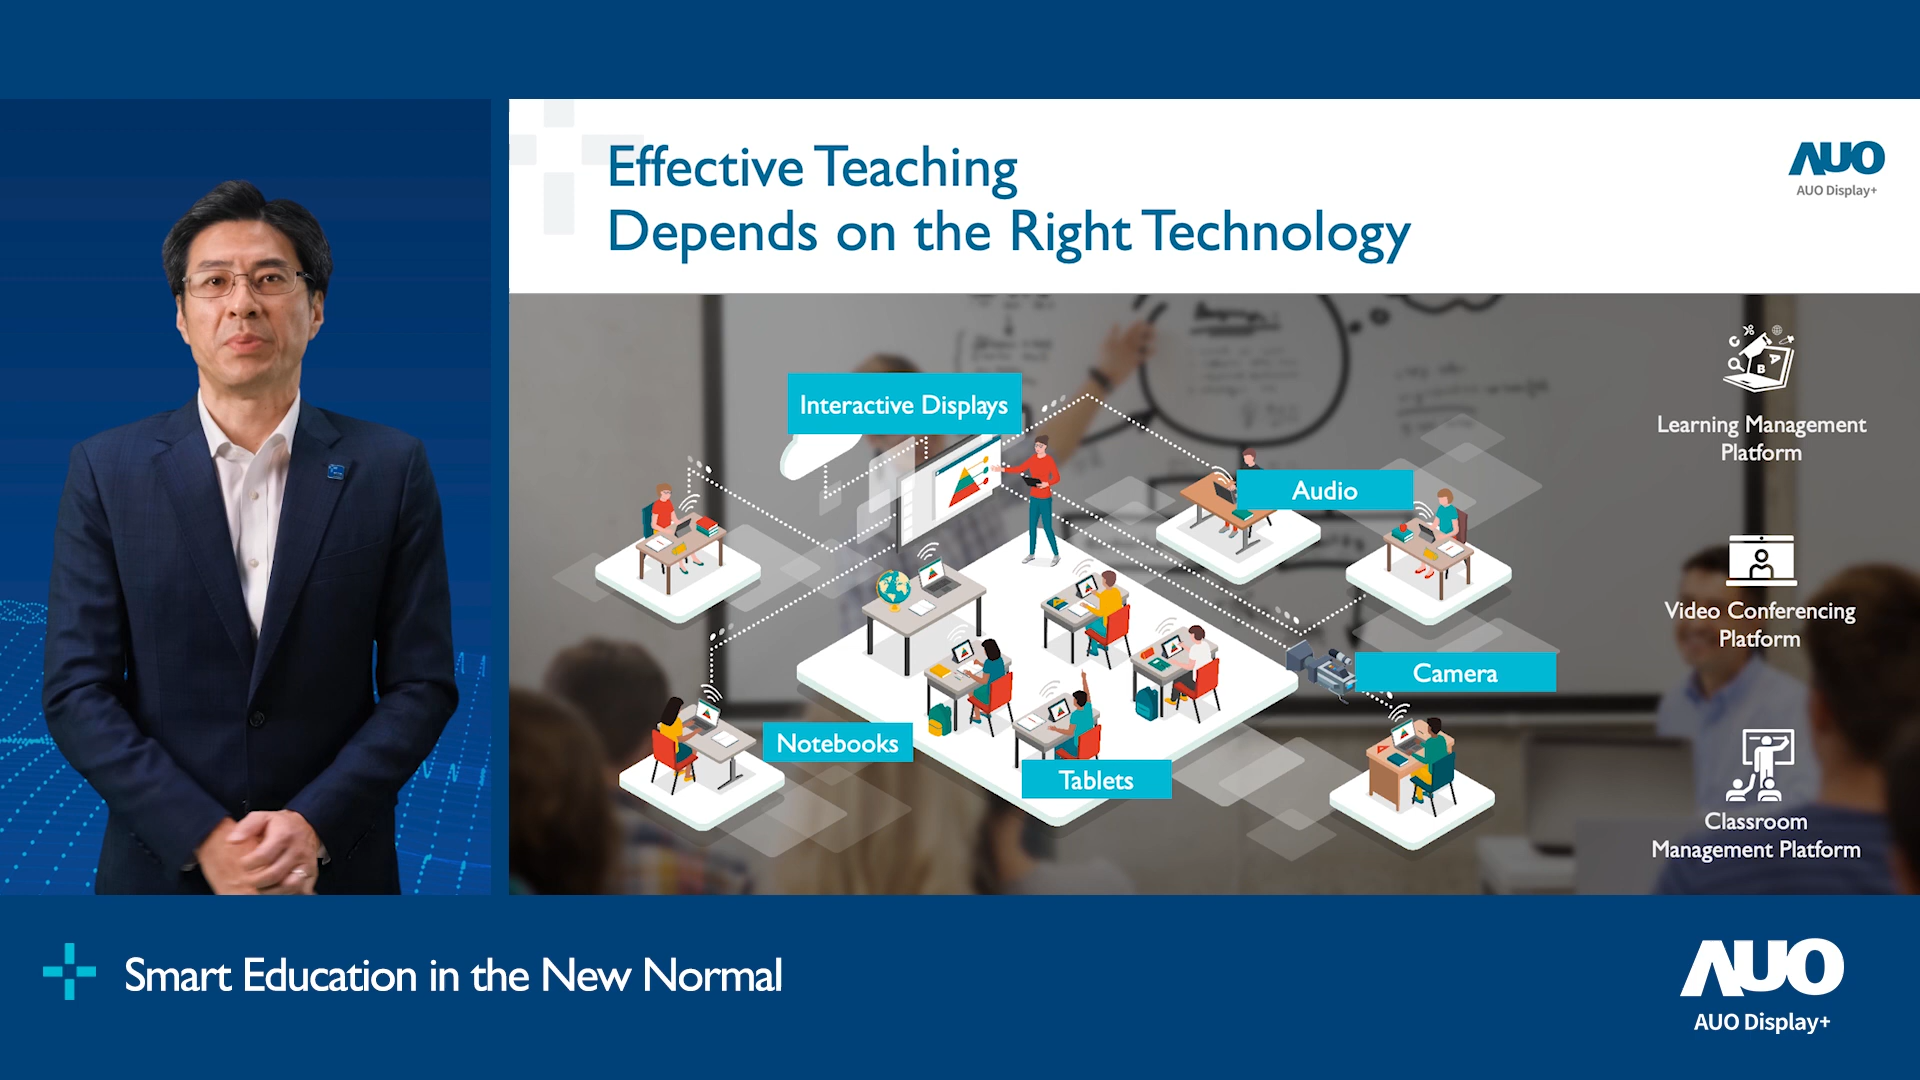 Effective Teaching
Depends on the Right Technology
AUO
AUO Display+
Interactive Displays
Audio
Camera
Notebooks
Tablets
Learning Management
Platform
Video Conferencing
Platform
Classroom
Management Platform
Smart Education in the New Normal
AUO
AUO Display+